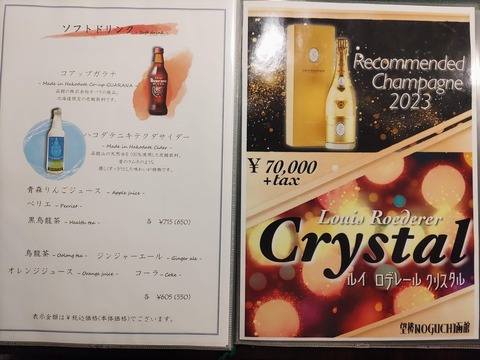 ソフトドリンク - Soft drink -
コアップガラナ
- Made in Hakodate Co-up GUARANA -
ハコダテニキテクダサイダー
- Made in Hakodate Cider -
青森りんごジュース - Apple juice -
ペリエ - Perrier -
黒烏龍茶 - Health tea -
各 ¥715 (650)
烏龍茶 - Oolong tea - ジンジャーエール - Ginger ale -
オレンジジュース - Orange juice - コーラ - Coke -
各 ¥605 (550)
表示金額は￥税込価格(本体価格)でございます。
Recommended
Champagne
2023
¥ 70,000
+tax
Louis Roederer
Crystal
ルイ ロデレール クリスタル
望楼NOGUCHI函館